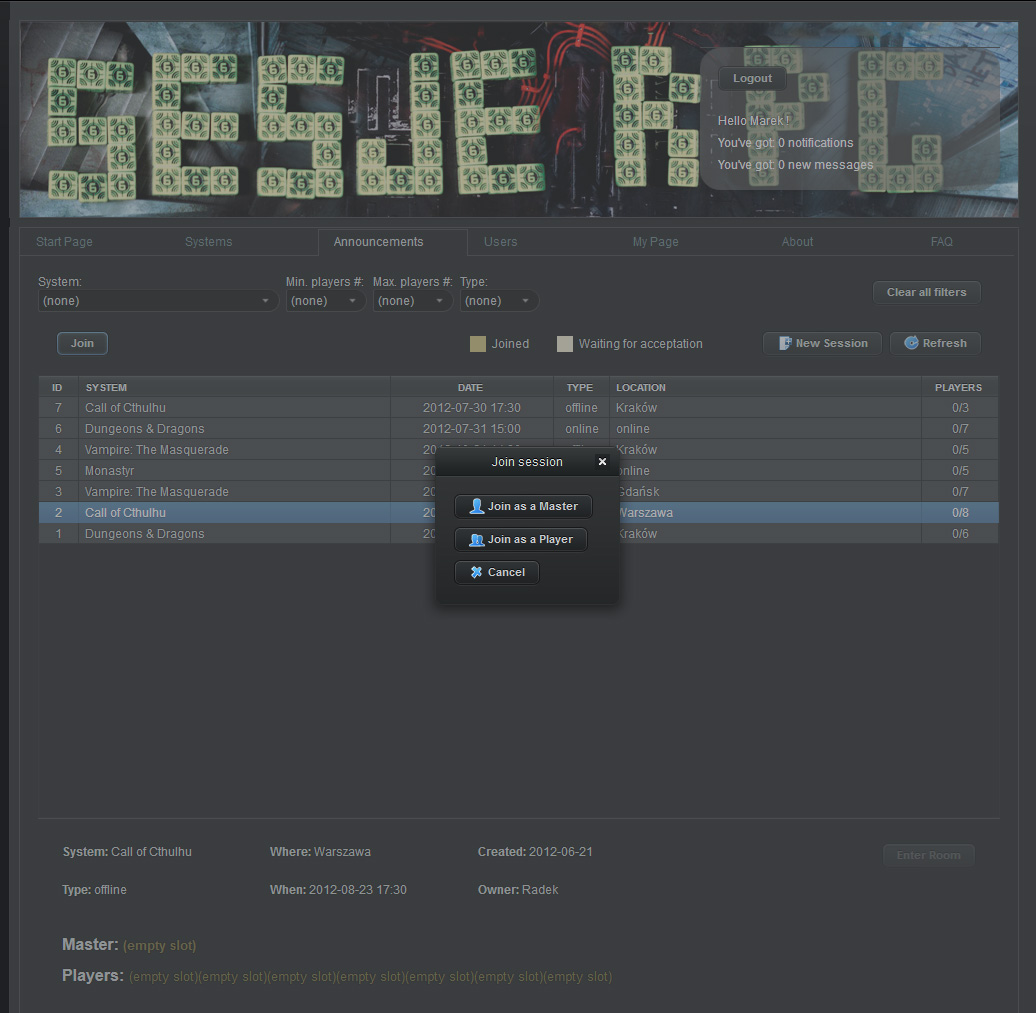 SESJE RPG
Logout
Hello Marek !
You've got: 0 notifications
You've got: 0 new messages
Start Page Systems Announcements Users My Page About FAQ
System: Min. players #: Max. players #: Type:
(none) (none) (none) (none) Clear all filters
Join Joined Waiting for acceptation New Session Refresh
ID SYSTEM DATE TYPE LOCATION PLAYERS
7 Call of Cthulhu 2012-07-30 17:30 offline Kraków 0/3
6 Dungeons & Dragons 2012-07-31 15:00 online online 0/7
4 Vampire: The Masquerade Kraków 0/5
5 Monastyr 20 online 0/5
3 Vampire: The Masquerade 20 Gdańsk 0/7
2 Call of Cthulhu 20 Warszawa 0/8
1 Dungeons & Dragons 20 Kraków 0/6
Join session
Join as a Master
Join as a Player
Cancel
System: Call of Cthulhu Where: Warszawa Created: 2012-06-21 Enter Room
Type: offline When: 2012-08-23 17:30 Owner: Radek
Master: (empty slot)
Players: (empty slot)(empty slot)(empty slot)(empty slot)(empty slot)(empty slot)(empty slot)